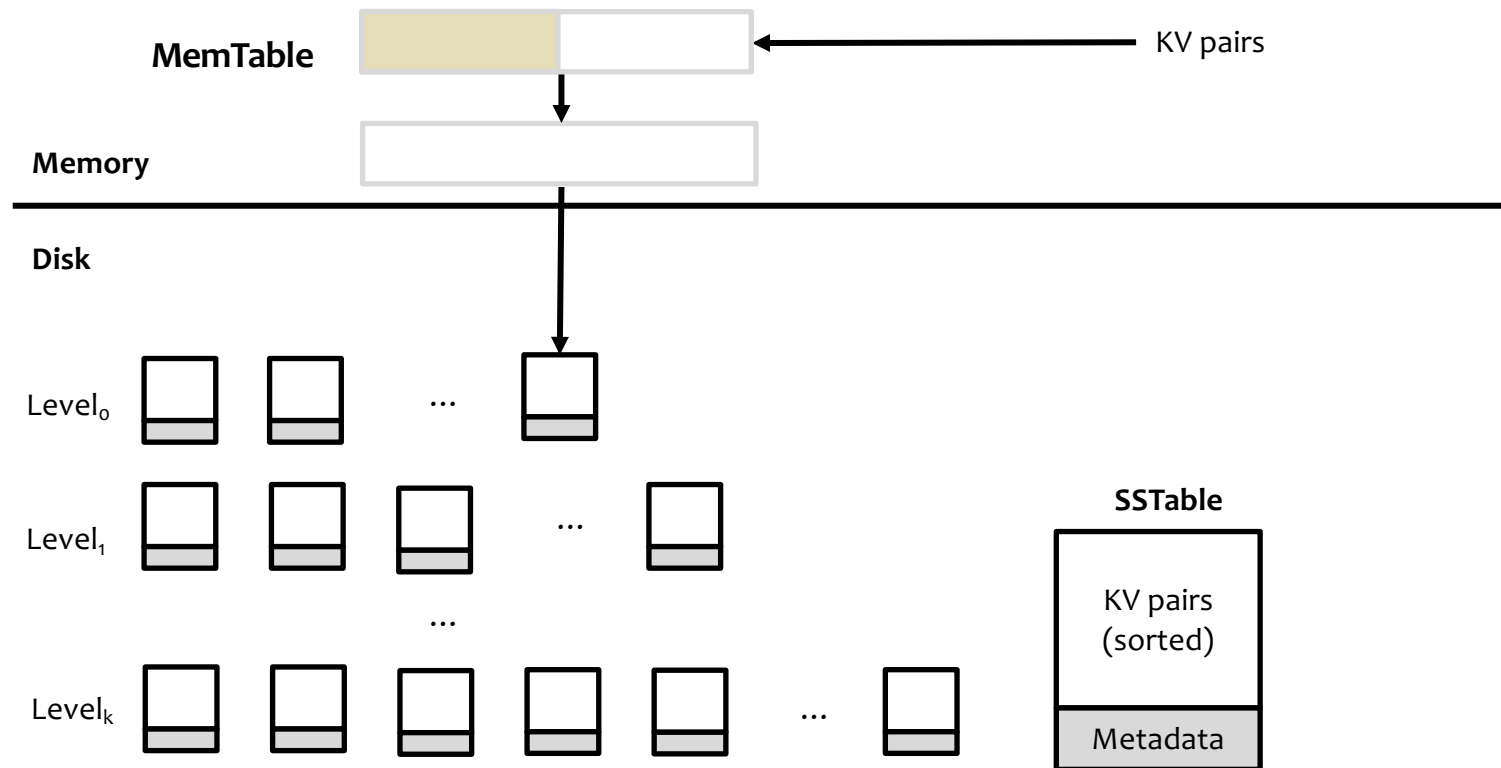 MemTable
KV pairs
Memory
Disk
Level₀
...
Level₁
...
...
Levelₖ
...
SSTable
KV pairs
(sorted)
Metadata